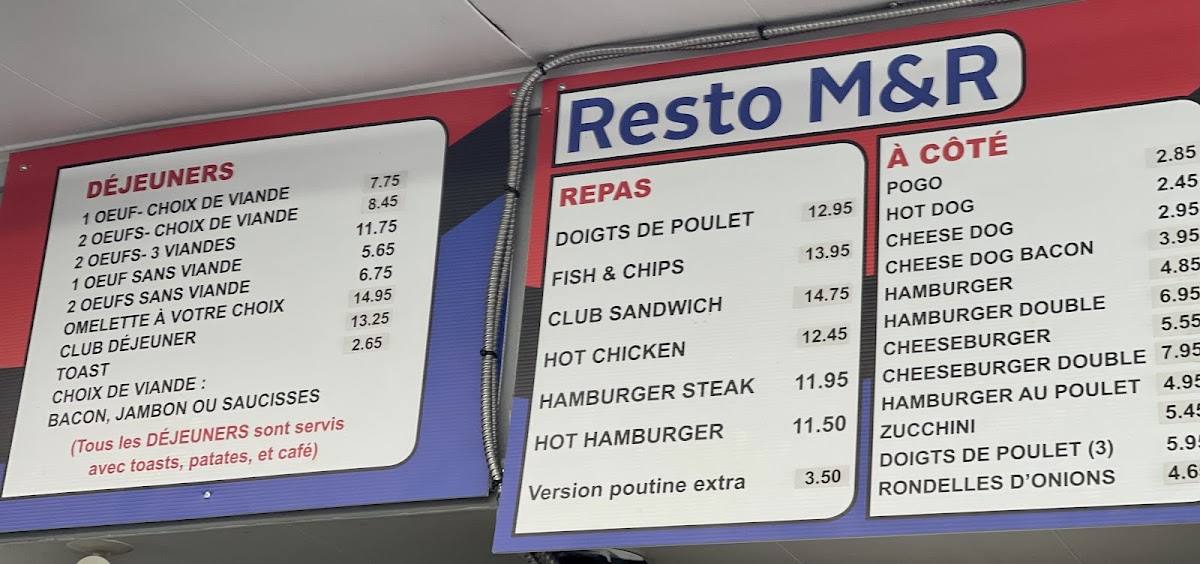 DÉJEUNERS
1 OEUF- CHOIX DE VIANDE 7.75
2 OEUFS- CHOIX DE VIANDE 8.45
2 OEUFS- 3 VIANDES 11.75
1 OEUF SANS VIANDE 5.65
2 OEUFS SANS VIANDE 6.75
OMELETTE À VOTRE CHOIX 14.95
CLUB DÉJEUNER 13.25
TOAST 2.65
CHOIX DE VIANDE :
BACON, JAMBON OU SAUCISSES
(Tous les DÉJEUNERS sont servis
avec toasts, patates, et café)
Resto M&R
REPAS
DOIGTS DE POULET 12.95
FISH & CHIPS 13.95
CLUB SANDWICH 14.75
HOT CHICKEN 12.45
HAMBURGER STEAK 11.95
HOT HAMBURGER 11.50
Version poutine extra 3.50
À CÔTÉ
POGO 2.85
HOT DOG 2.45
CHEESE DOG 2.95
CHEESE DOG BACON 3.95
HAMBURGER 4.85
HAMBURGER DOUBLE 6.95
CHEESEBURGER 5.55
CHEESEBURGER DOUBLE 7.95
HAMBURGER AU POULET 4.95
ZUCCHINI 5.45
DOIGTS DE POULET (3) 5.95
RONDELLES D'OIGNONS 4.6